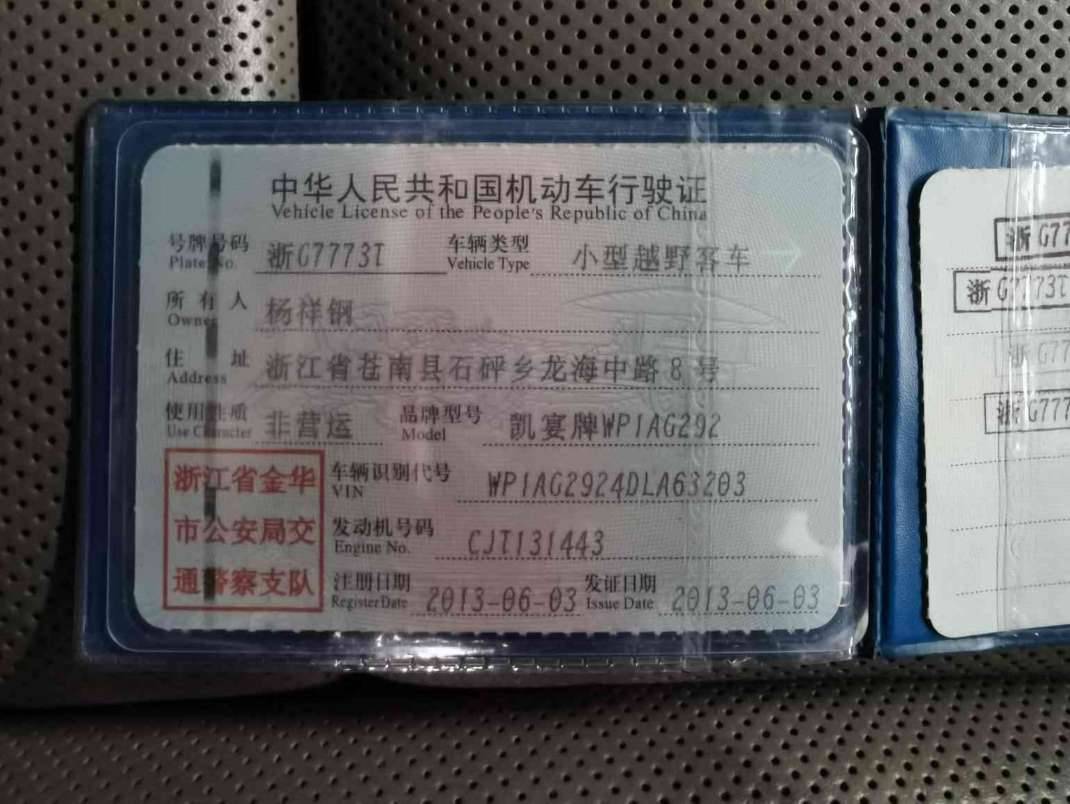 中华人民共和国机动车行驶证
Vehicle License of the People's Republic of China
号牌号码 浙G7773T 车辆类型 小型越野客车
Plate No. Vehicle Type
所有人 杨祥钢
Owner
住址 浙江省苍南县石砰乡龙海中路8号
Address
使用性质 非营运 品牌型号 凯宴牌WP1AG292
Use Character Model
浙江省金华
市公安局交
通警察支队
车辆识别代号 WP1AG2924DLA63203
VIN
发动机号码 CJT131443
Engine No.
注册日期 2013-06-03 发证日期 2013-06-03
Register Date Issue Date
浙G77
浙G7773T
浙G77
浙G777